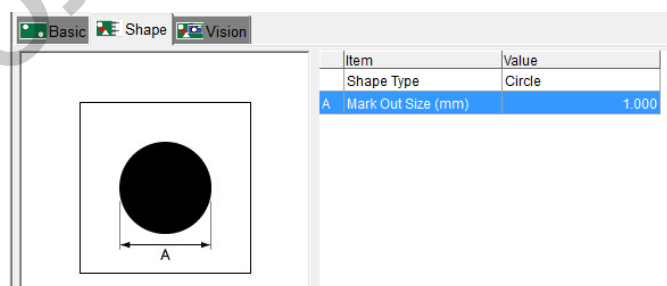 Basic Shape Vision
Item Value
Shape Type Circle
A Mark Out Size (mm) 1.000
A